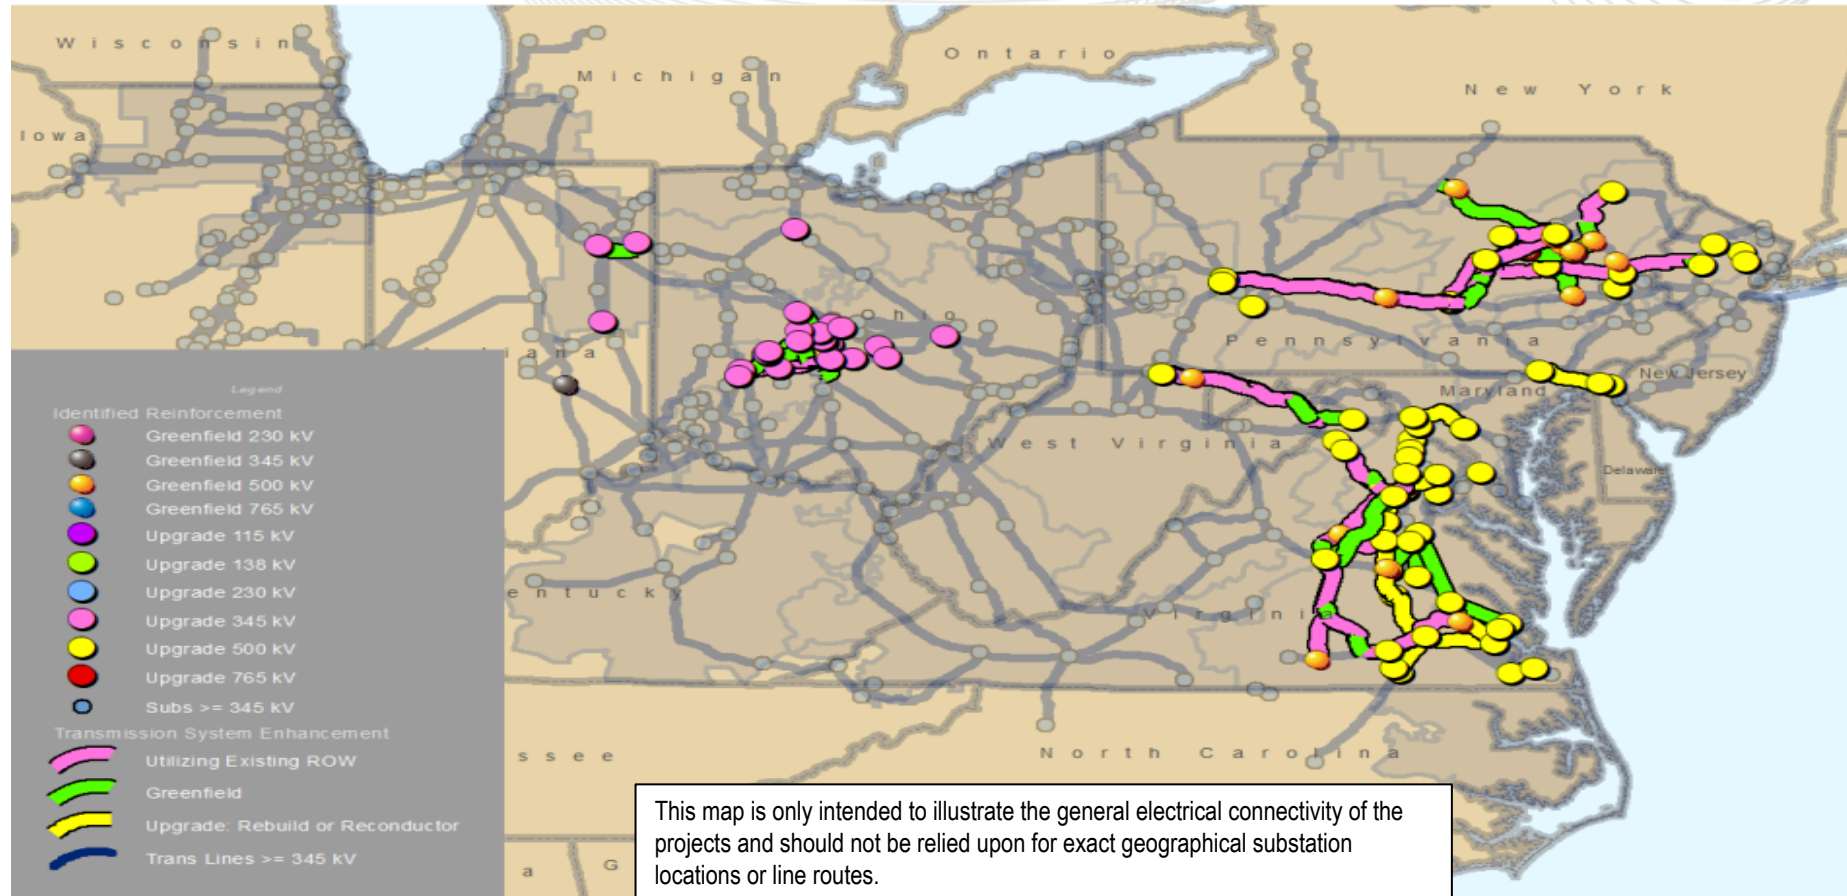 Wisconsin
Michigan
Ontario
New York
Iowa
Ohio
Pennsylvania
New Jersey
Maryland
Delaware
West Virginia
Virginia
North Carolina
iana
entucky
ssee
a
G
Legend
Identified Reinforcement
Greenfield 230 kV
Greenfield 345 kV
Greenfield 500 kV
Greenfield 765 kV
Upgrade 115 kV
Upgrade 138 kV
Upgrade 230 kV
Upgrade 345 kV
Upgrade 500 kV
Upgrade 765 kV
Subs >= 345 kV
Transmission System Enhancement
Utilizing Existing ROW
Greenfield
Upgrade: Rebuild or Reconductor
Trans Lines >= 345 kV
This map is only intended to illustrate the general electrical connectivity of the
projects and should not be relied upon for exact geographical substation
locations or line routes.